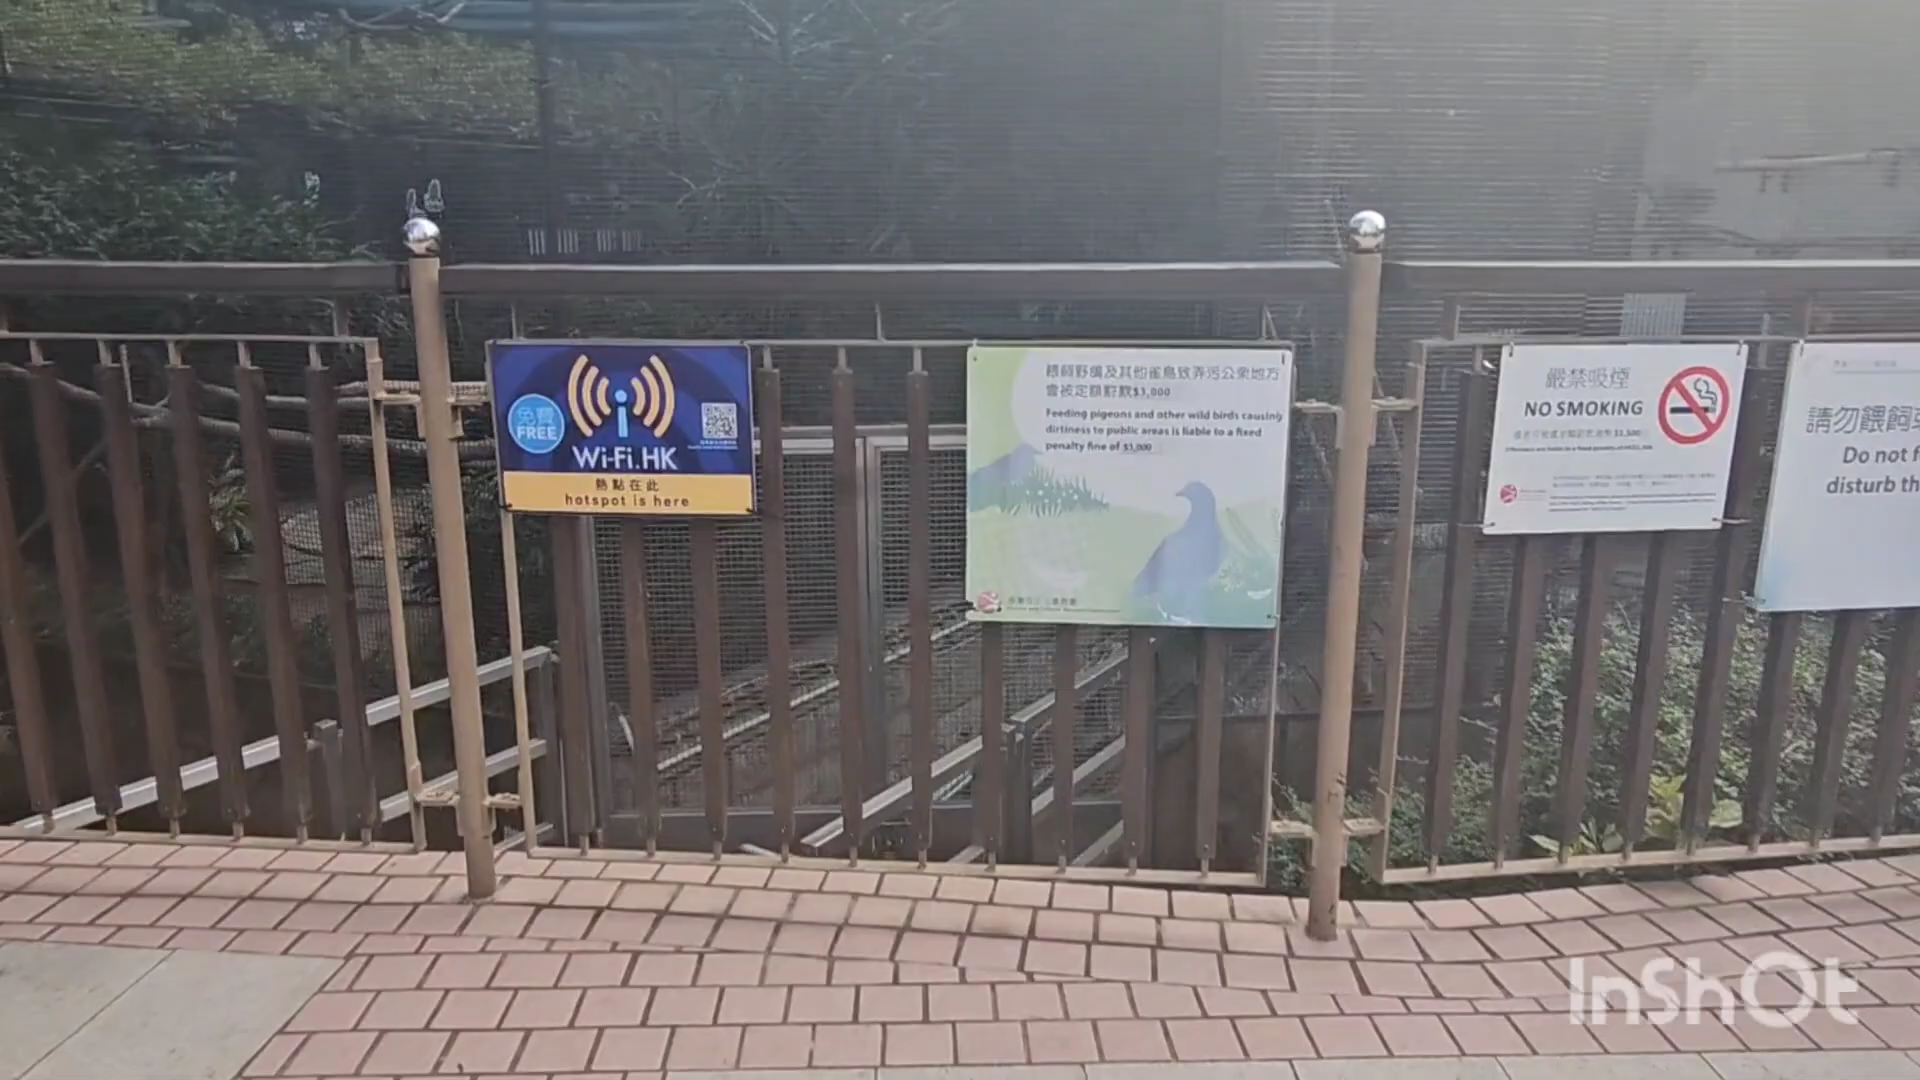 免費
FREE
Wi-Fi.HK
熱點在此
hotspot is here
餵飼野鴿及其他雀鳥致弄污公眾地方
會被定額罰款$3,000
Feeding pigeons and other wild birds causing
dirtiness to public areas is liable to a fixed
penalty fine of $3,000
嚴禁吸煙
NO SMOKING
請勿餵飼
Do not f
disturb th
InShOt